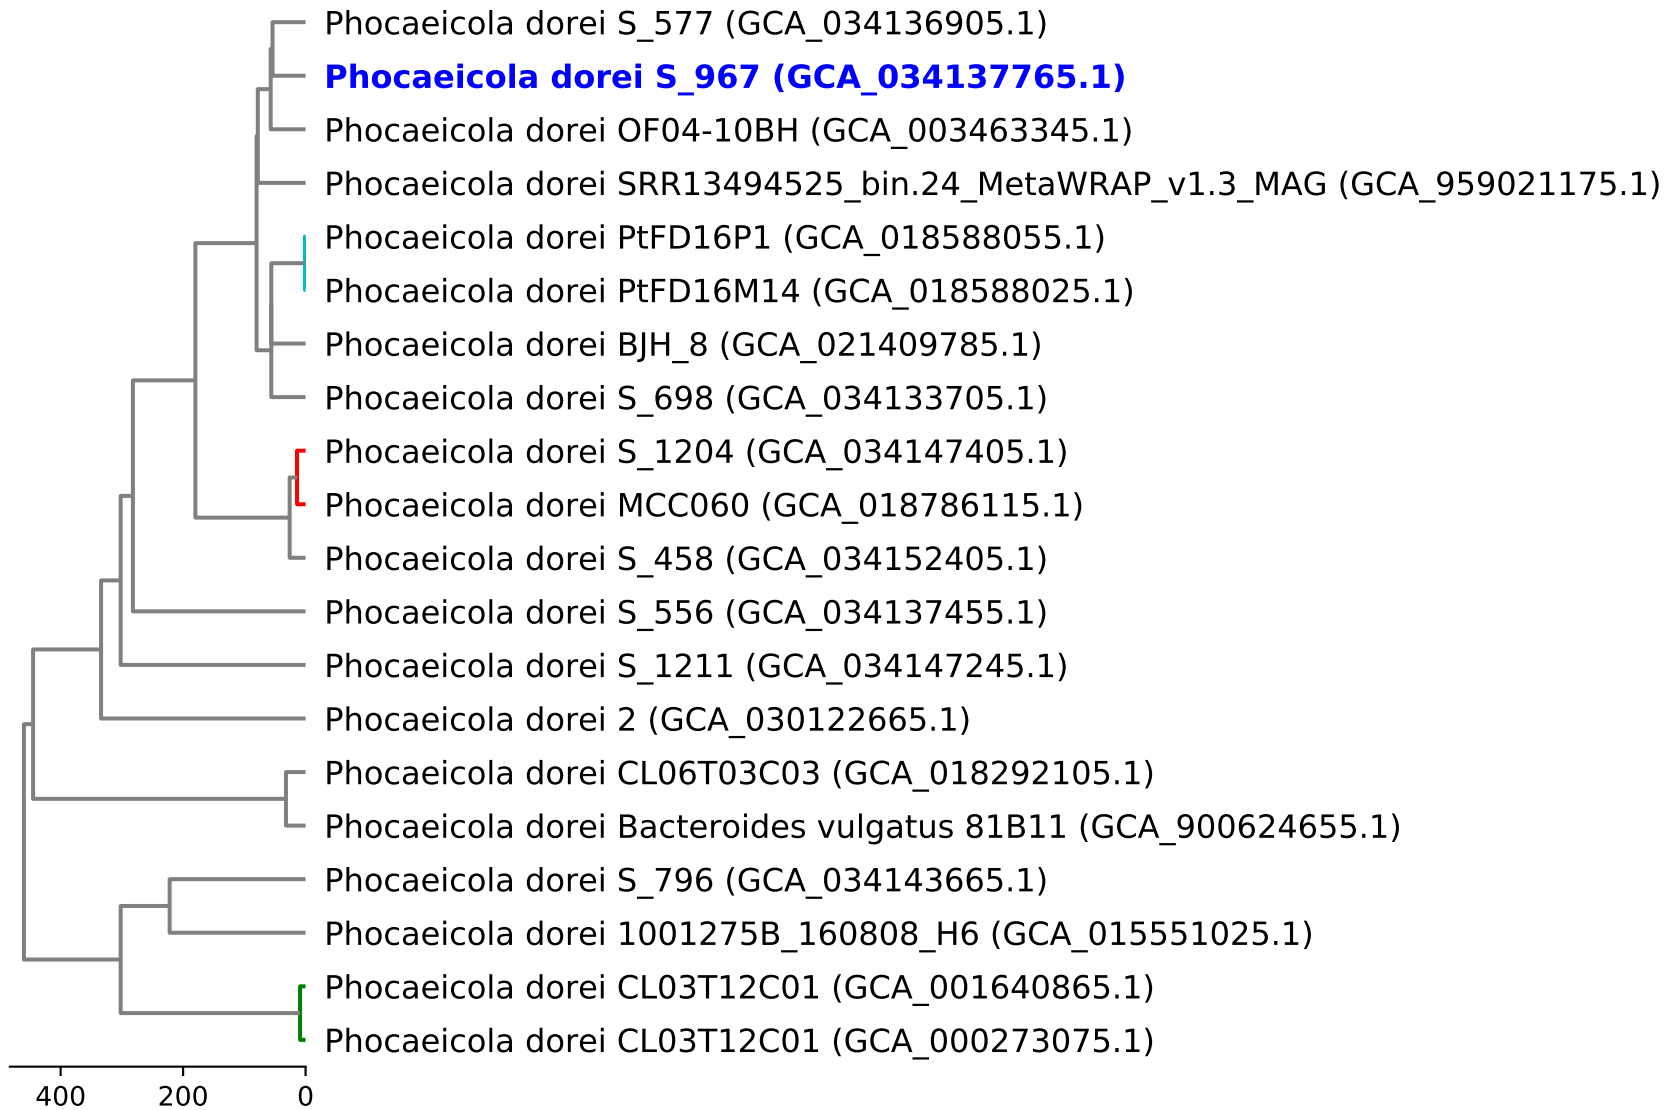 Phocaeicola dorei S_577 (GCA_034136905.1)
Phocaeicola dorei S_967 (GCA_034137765.1)
Phocaeicola dorei OF04-10BH (GCA_003463345.1)
Phocaeicola dorei SRR13494525_bin.24_MetaWRAP_v1.3_MAG (GCA_959021175.1)
Phocaeicola dorei PtFD16P1 (GCA_018588055.1)
Phocaeicola dorei PtFD16M14 (GCA_018588025.1)
Phocaeicola dorei BJH_8 (GCA_021409785.1)
Phocaeicola dorei S_698 (GCA_034133705.1)
Phocaeicola dorei S_1204 (GCA_034147405.1)
Phocaeicola dorei MCC060 (GCA_018786115.1)
Phocaeicola dorei S_458 (GCA_034152405.1)
Phocaeicola dorei S_556 (GCA_034137455.1)
Phocaeicola dorei S_1211 (GCA_034147245.1)
Phocaeicola dorei 2 (GCA_030122665.1)
Phocaeicola dorei CL06T03C03 (GCA_018292105.1)
Phocaeicola dorei Bacteroides vulgatus 81B11 (GCA_900624655.1)
Phocaeicola dorei S_796 (GCA_034143665.1)
Phocaeicola dorei 1001275B_160808_H6 (GCA_015551025.1)
Phocaeicola dorei CL03T12C01 (GCA_001640865.1)
Phocaeicola dorei CL03T12C01 (GCA_000273075.1)
400 200 0